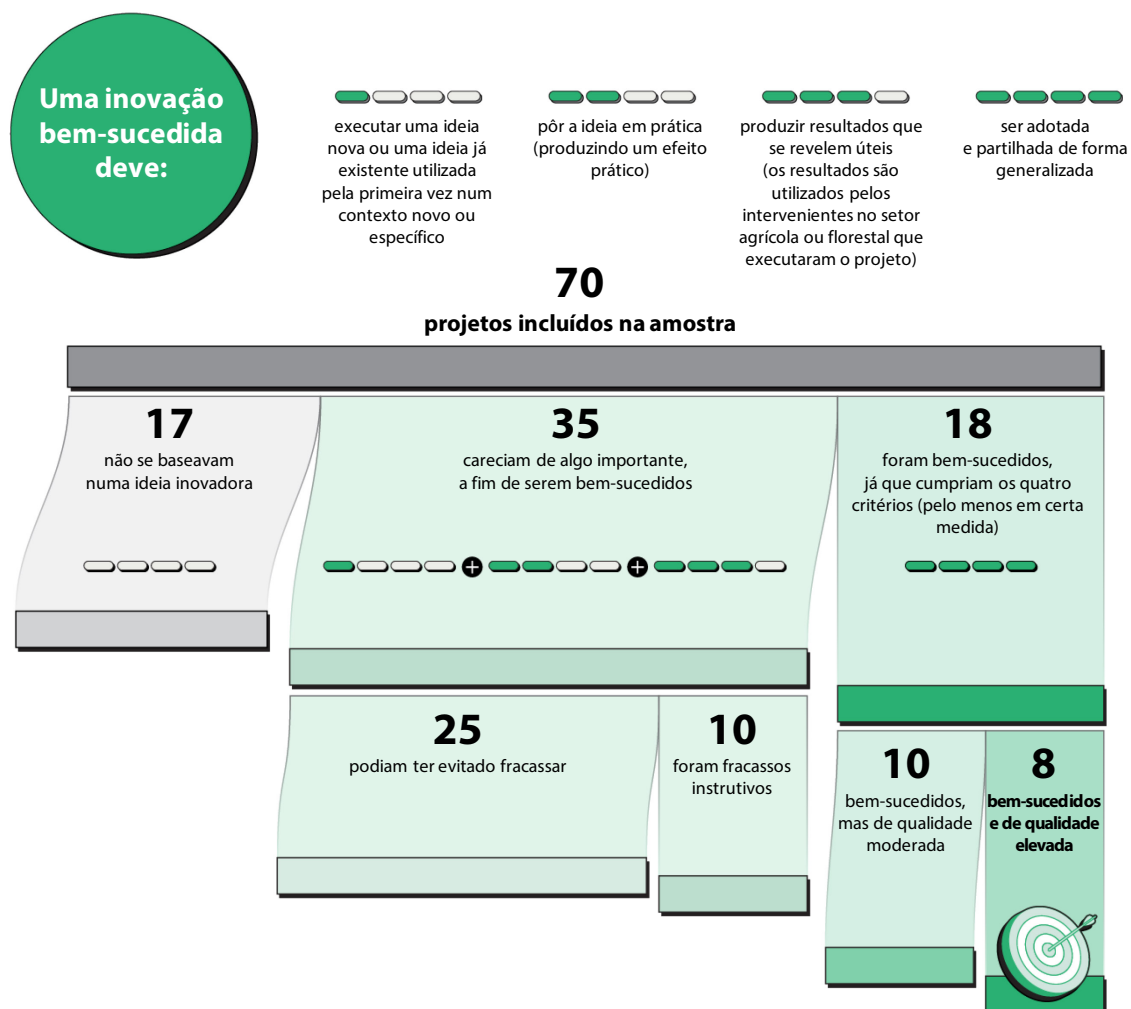 Uma inovação
bem-sucedida
deve:
executar uma ideia
nova ou uma ideia já
existente utilizada
pela primeira vez num
contexto novo ou
específico
pôr a ideia em prática
(produzindo um efeito
prático)
produzir resultados que
se revelem úteis
(os resultados são
utilizados pelos
intervenientes no setor
agrícola ou florestal que
executaram o projeto)
ser adotada
e partilhada de forma
generalizada
70
projetos incluídos na amostra
17
não se baseavam
numa ideia inovadora
35
careciam de algo importante,
a fim de serem bem-sucedidos
18
foram bem-sucedidos,
já que cumpriam os quatro
critérios (pelo menos em certa
medida)
25
podiam ter evitado fracassar
10
foram fracassos
instrutivos
10
bem-sucedidos,
mas de qualidade
moderada
8
bem-sucedidos
e de qualidade
elevada